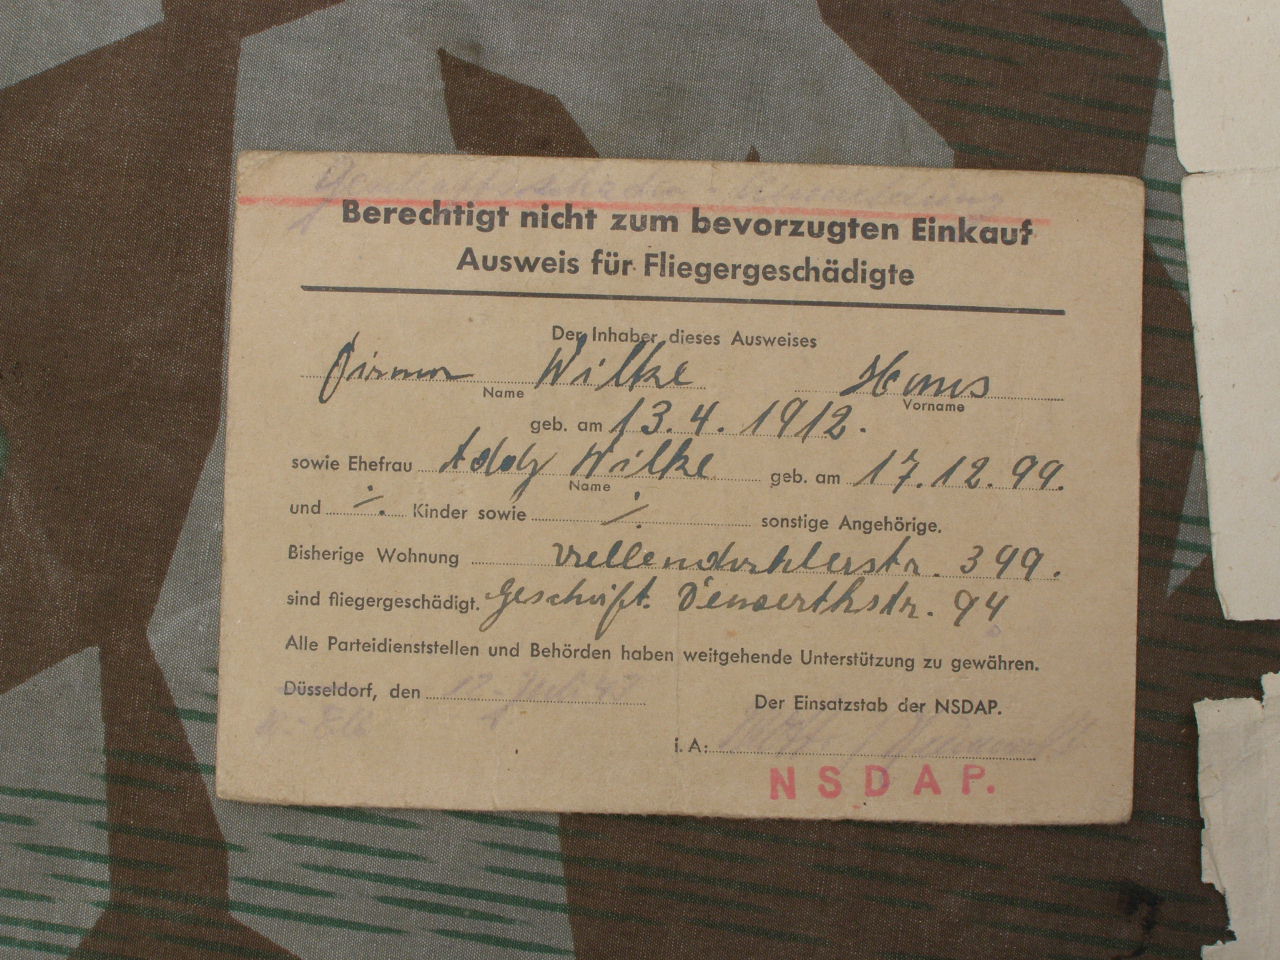 Berechtigt nicht zum bevorzugten Einkauf
Ausweis für Fliegergeschädigte
Der Inhaber dieses Ausweises
Firma Wilke Hans
Name Vorname
geb. am 13.4.1912.
sowie Ehefrau Wilke geb. am 17.12.99.
Name
und ./. Kinder sowie ./. sonstige Angehörige.
Bisherige Wohnung 399.
sind fliegergeschädigt. Geschäft. 94
Alle Parteidienststellen und Behörden haben weitgehende Unterstützung zu gewähren.
Düsseldorf, den
Der Einsatzstab der NSDAP.
i. A:
NSDAP.